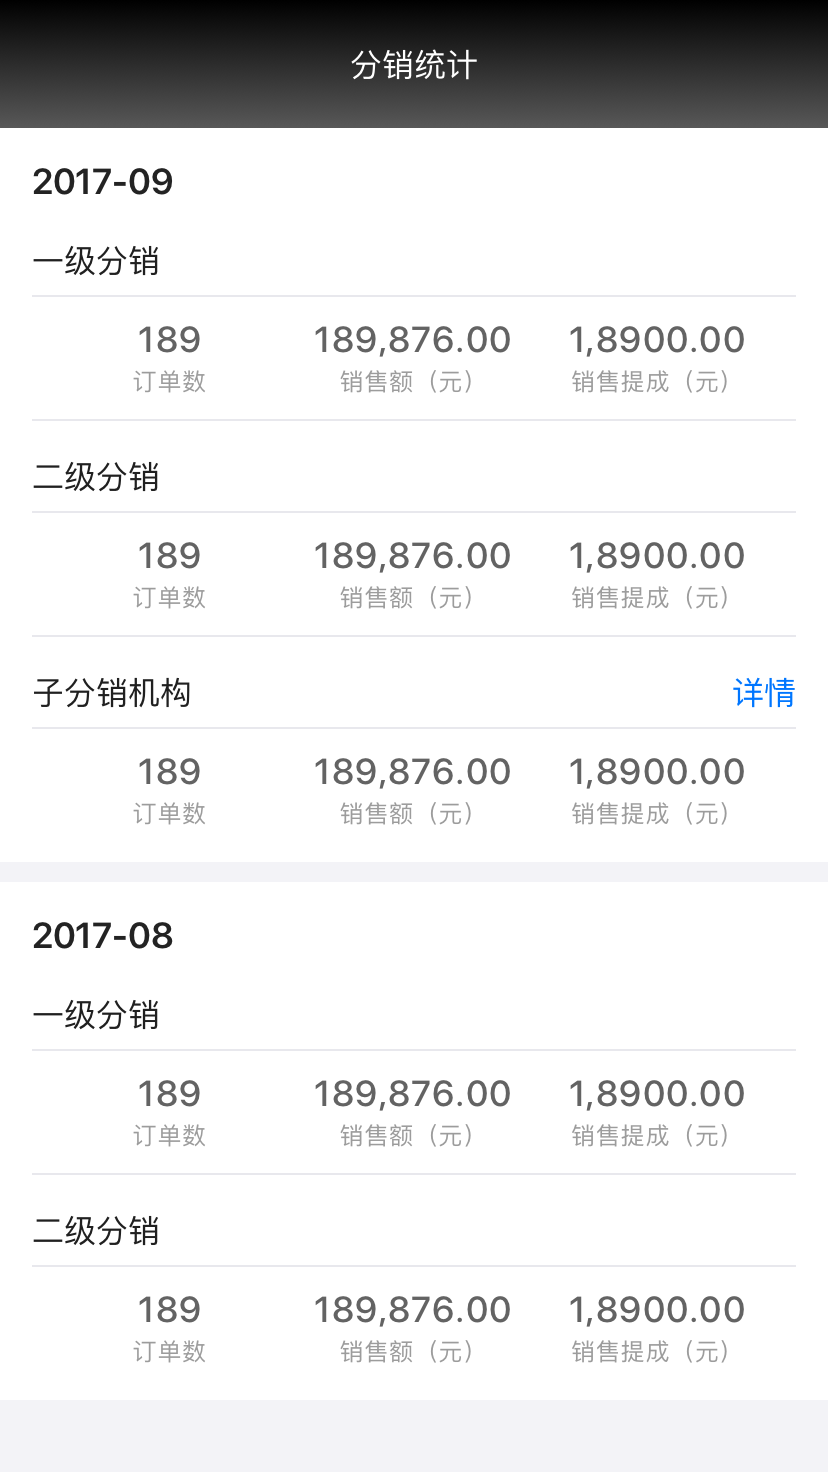 分销统计
2017-09
一级分销
189 189,876.00 1,8900.00
订单数 销售额（元） 销售提成（元）
二级分销
189 189,876.00 1,8900.00
订单数 销售额（元） 销售提成（元）
子分销机构 详情
189 189,876.00 1,8900.00
订单数 销售额（元） 销售提成（元）
2017-08
一级分销
189 189,876.00 1,8900.00
订单数 销售额（元） 销售提成（元）
二级分销
189 189,876.00 1,8900.00
订单数 销售额（元） 销售提成（元）